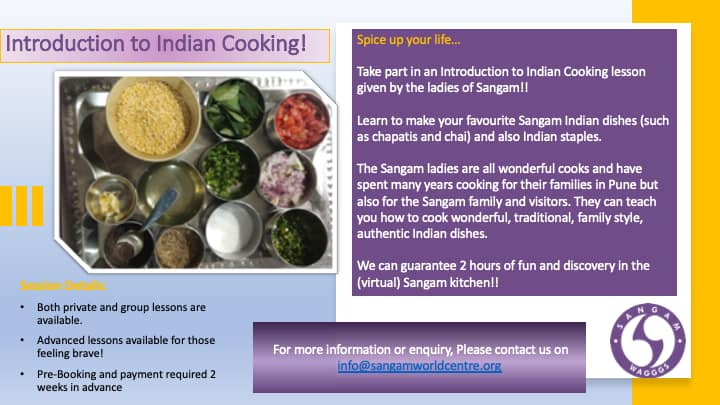 Introduction to Indian Cooking!
Spice up your life...
Take part in an Introduction to Indian Cooking lesson
given by the ladies of Sangam!!
Learn to make your favourite Sangam Indian dishes (such
as chapatis and chai) and also Indian staples.
The Sangam ladies are all wonderful cooks and have
spent many years cooking for their families in Pune but
also for the Sangam family and visitors. They can teach
you how to cook wonderful, traditional, family style,
authentic Indian dishes.
We can guarantee 2 hours of fun and discovery in the
(virtual) Sangam kitchen!!
Session Details:
• Both private and group lessons are
available.
• Advanced lessons available for those
feeling brave!
• Pre-Booking and payment required 2
weeks in advance
For more information or enquiry, Please contact us on
info@sangamworldcentre.org
SANGAM
WAGGGS